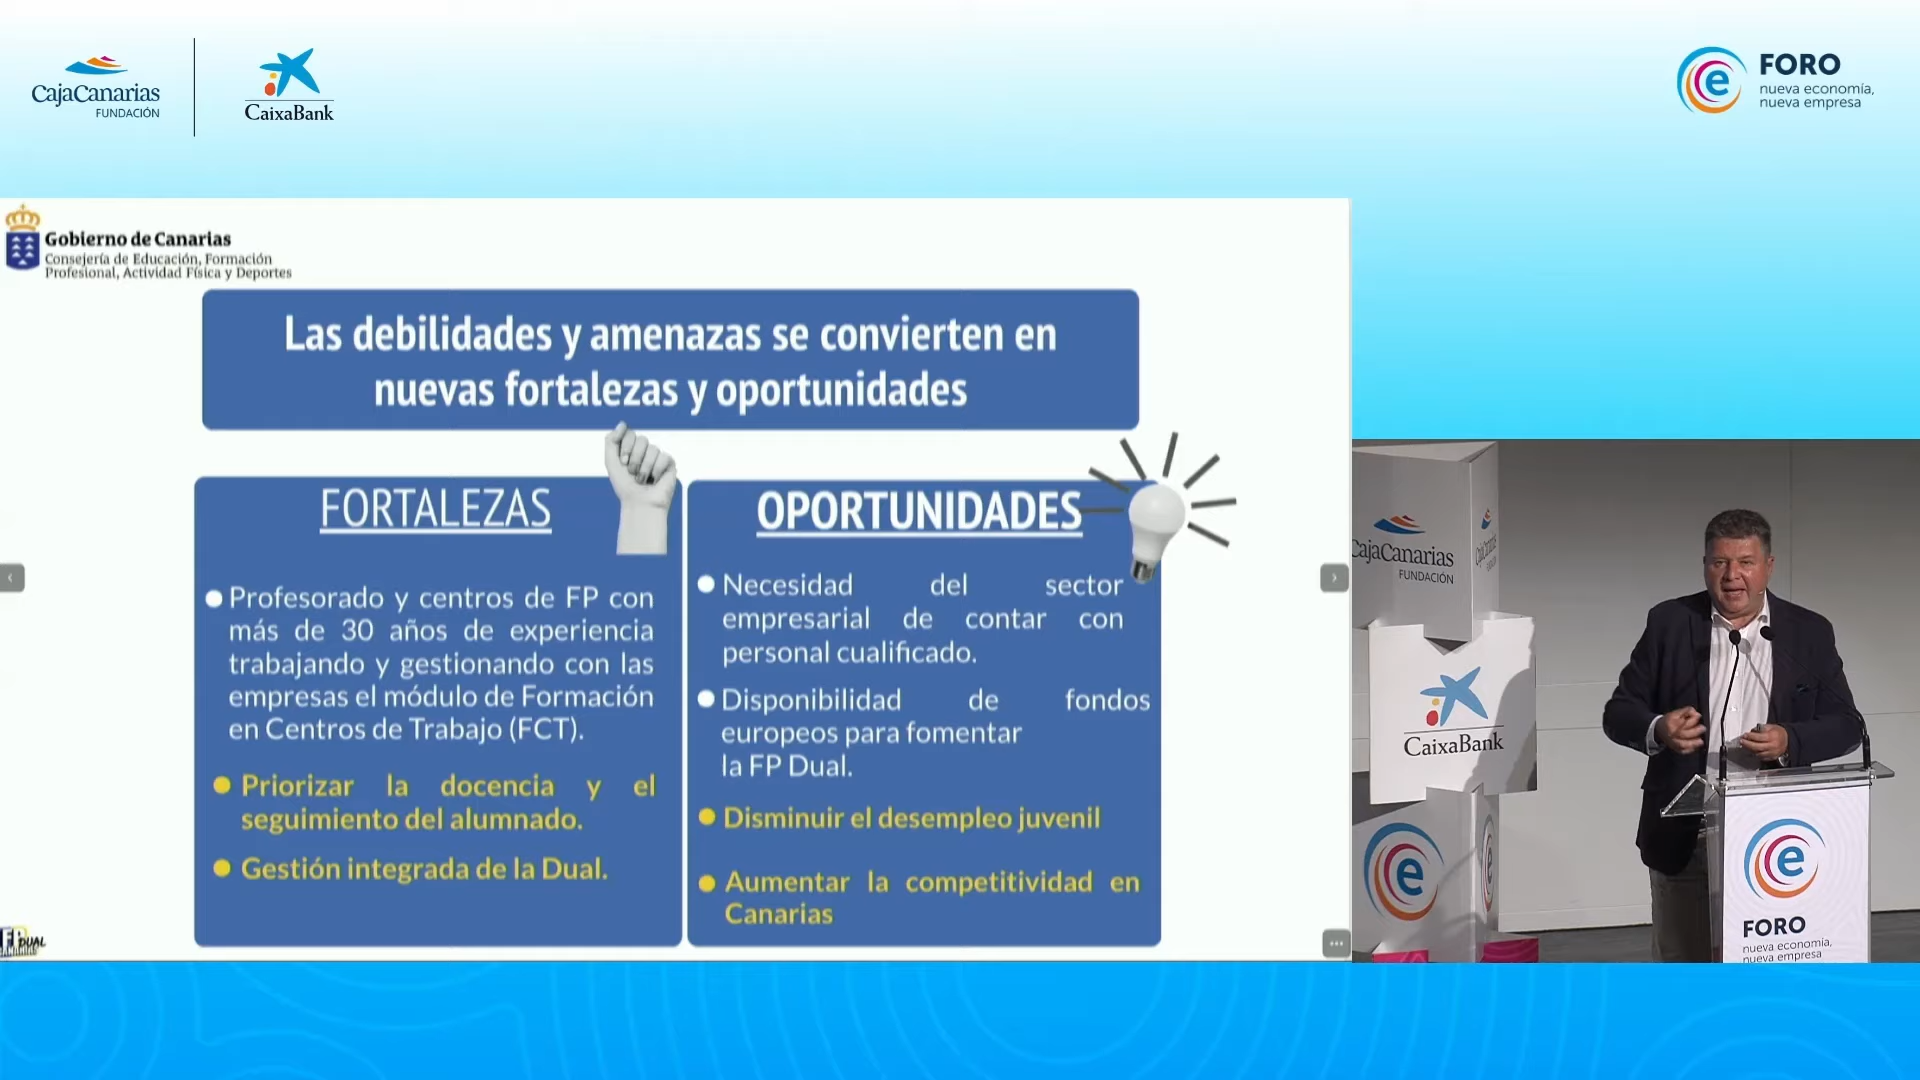 CajaCanarias
FUNDACIÓN
CaixaBank
FORO
nueva economía,
nueva empresa
Gobierno de Canarias
Consejería de Educación, Formación
Profesional, Actividad Física y Deportes
Las debilidades y amenazas se convierten en
nuevas fortalezas y oportunidades
FORTALEZAS
Profesorado y centros de FP con
más de 30 años de experiencia
trabajando y gestionando con las
empresas el módulo de Formación
en Centros de Trabajo (FCT).
Priorizar la docencia y el
seguimiento del alumnado.
Gestión integrada de la Dual.
OPORTUNIDADES
Necesidad del sector
empresarial de contar con
personal cualificado.
Disponibilidad de fondos
europeos para fomentar
la FP Dual.
Disminuir el desempleo juvenil
Aumentar la competitividad en
Canarias
FP DUAL
CajaCanarias
FUNDACIÓN
CaixaBank
e
e
FORO
nueva economía,
nueva empresa